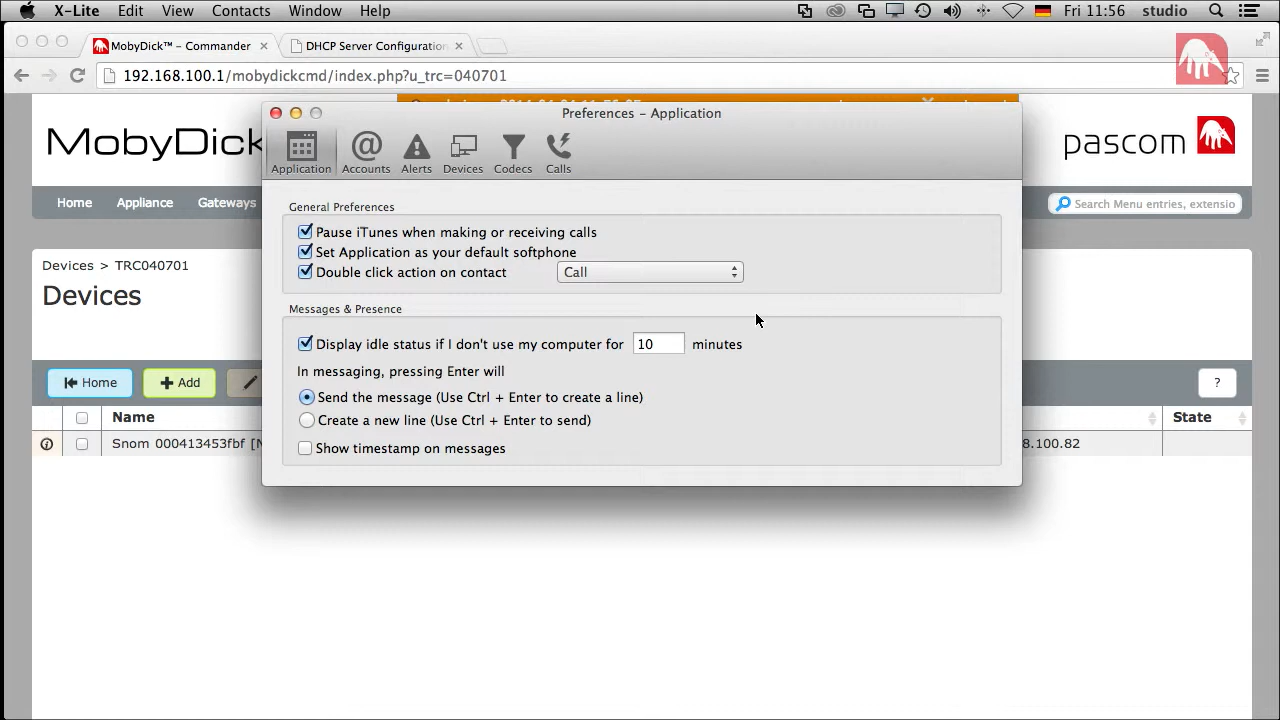 X-Lite Edit View Contacts Window Help Fri 11:56 studio
MobyDick™ – Commander DHCP Server Configuration
192.168.100.1/mobydickcmd/index.php?u_trc=040701
Preferences – Application
MobyDick pascom
Application Accounts Alerts Devices Codecs Calls
Home Appliance Gateways Search Menu entries, extensio
General Preferences
Pause iTunes when making or receiving calls
Set Application as your default softphone
Double click action on contact Call
Devices > TRC040701
Devices
Messages & Presence
Display idle status if I don't use my computer for 10 minutes
In messaging, pressing Enter will
Send the message (Use Ctrl + Enter to create a line)
Create a new line (Use Ctrl + Enter to send)
Show timestamp on messages
Home Add ?
Name State
Snom 000413453fbf [ 8.100.82